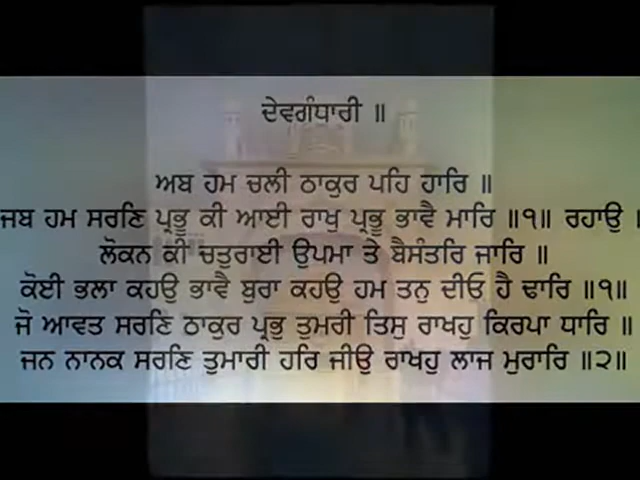 ਦੇਵਗੰਧਾਰੀ ॥
ਅਬ ਹਮ ਚਲੀ ਠਾਕੁਰ ਪਹਿ ਹਾਰਿ ॥
ਜਬ ਹਮ ਸਰਣਿ ਪ੍ਰਭੂ ਕੀ ਆਈ ਰਾਖੁ ਪ੍ਰਭੂ ਭਾਵੈ ਮਾਰਿ ॥੧॥ ਰਹਾਉ ॥
ਲੋਕਨ ਕੀ ਚਤੁਰਾਈ ਉਪਮਾ ਤੇ ਬੈਸੰਤਰਿ ਜਾਰਿ ॥
ਕੋਈ ਭਲਾ ਕਹਉ ਭਾਵੈ ਬੁਰਾ ਕਹਉ ਹਮ ਤਨੁ ਦੀਓ ਹੈ ਢਾਰਿ ॥੧॥
ਜੋ ਆਵਤ ਸਰਣਿ ਠਾਕੁਰ ਪ੍ਰਭੁ ਤੁਮਰੀ ਤਿਸੁ ਰਾਖਹੁ ਕਿਰਪਾ ਧਾਰਿ ॥
ਜਨ ਨਾਨਕ ਸਰਣਿ ਤੁਮਾਰੀ ਹਰਿ ਜੀਉ ਰਾਖਹੁ ਲਾਜ ਮੁਰਾਰਿ ॥੨॥